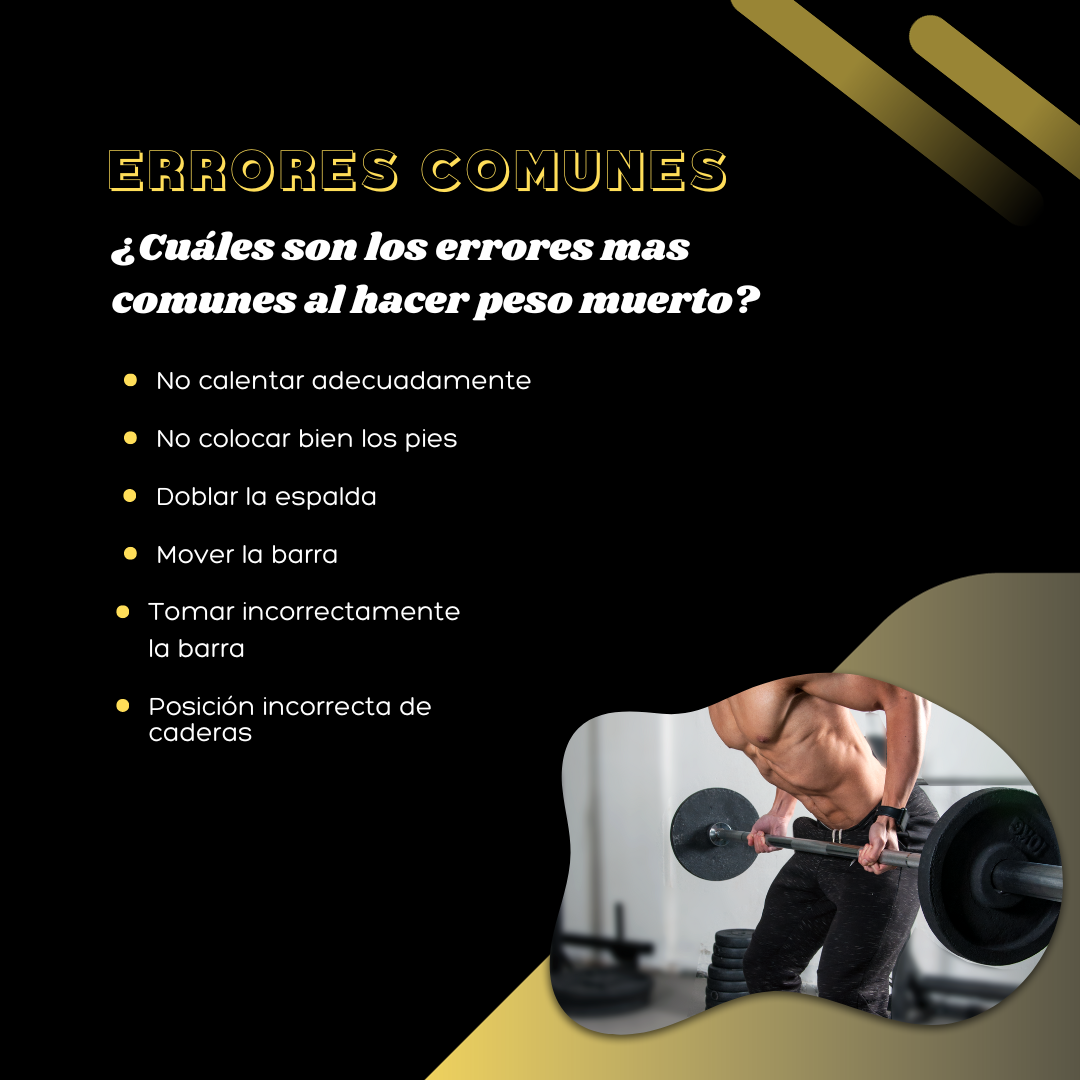 ERRORES COMUNES
¿Cuáles son los errores mas
comunes al hacer peso muerto?
No calentar adecuadamente
No colocar bien los pies
Doblar la espalda
Mover la barra
Tomar incorrectamente
la barra
Posición incorrecta de
caderas